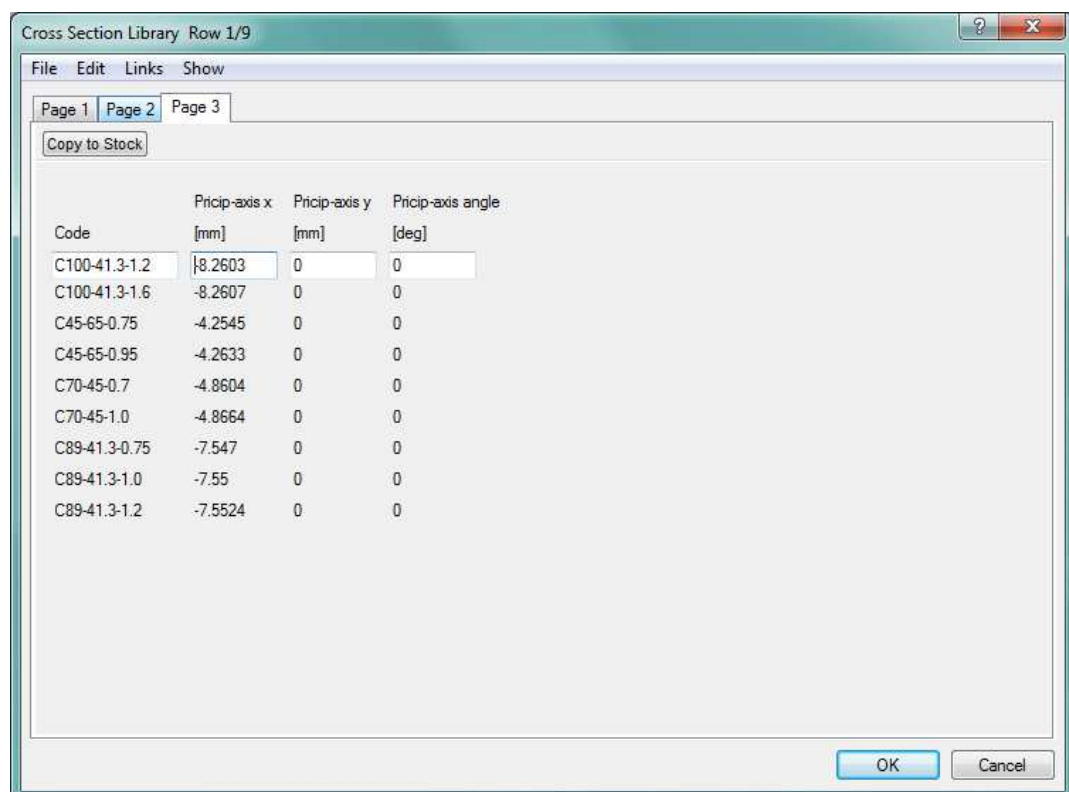 Cross Section Library Row 1/9
?
File Edit Links Show
Page 1 Page 2 Page 3
Copy to Stock
Pricip-axis x Pricip-axis y Pricip-axis angle
Code [mm] [mm] [deg]
C100-41.3-1.2 -8.2603 0 0
C100-41.3-1.6 -8.2607 0 0
C45-65-0.75 -4.2545 0 0
C45-65-0.95 -4.2633 0 0
C70-45-0.7 -4.8604 0 0
C70-45-1.0 -4.8664 0 0
C89-41.3-0.75 -7.547 0 0
C89-41.3-1.0 -7.55 0 0
C89-41.3-1.2 -7.5524 0 0
OK Cancel